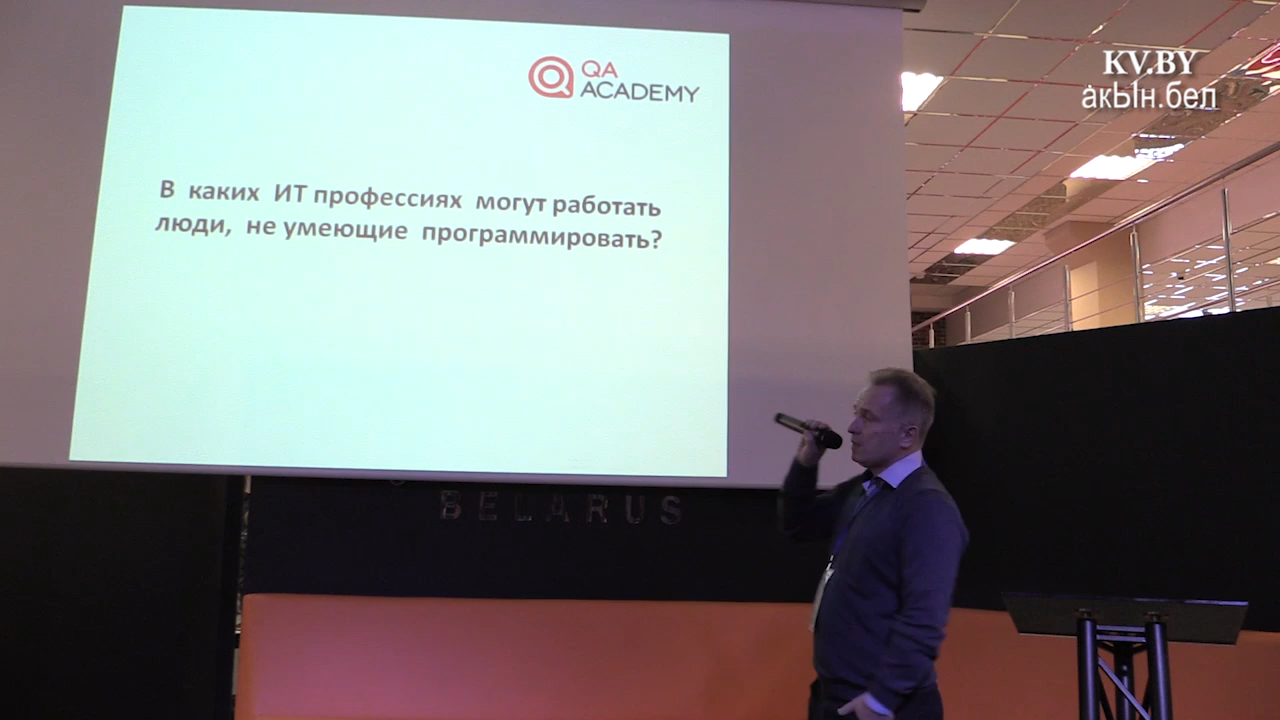 QA
ACADEMY
KV.BY
акЫн.бел
В каких ИТ профессиях могут работать
люди, не умеющие программировать?
BELARUS